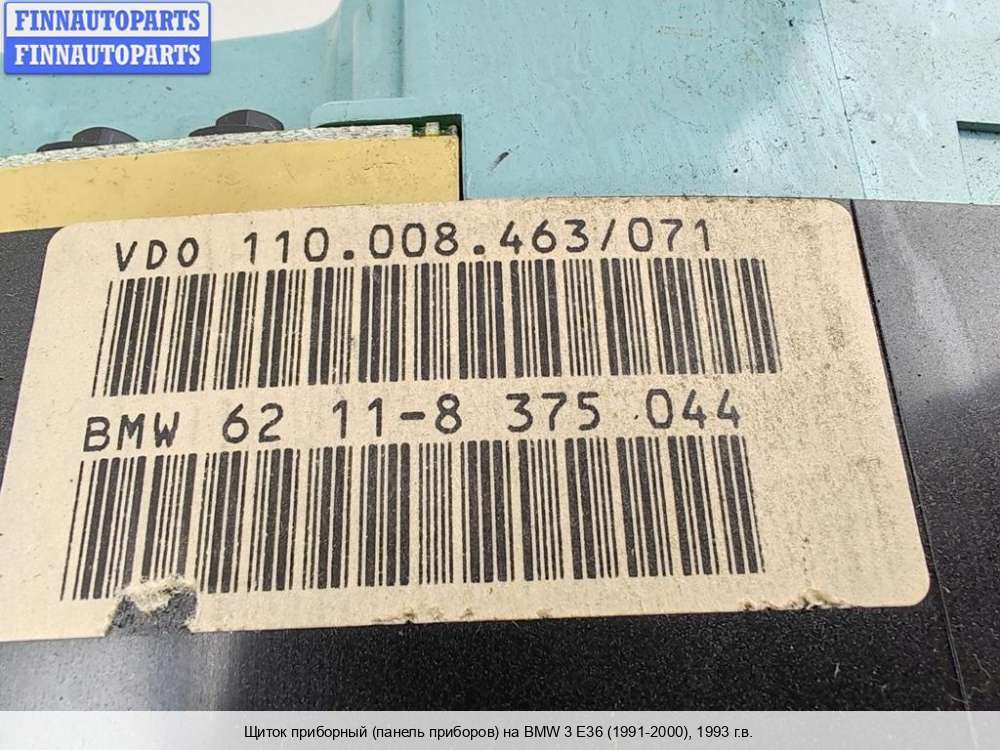 FINNAUTOPARTS
FINNAUTOPARTS
VDO 110.008.463/071
BMW 62 11-8 375 044
Щиток приборный (панель приборов) на BMW 3 E36 (1991-2000), 1993 г.в.